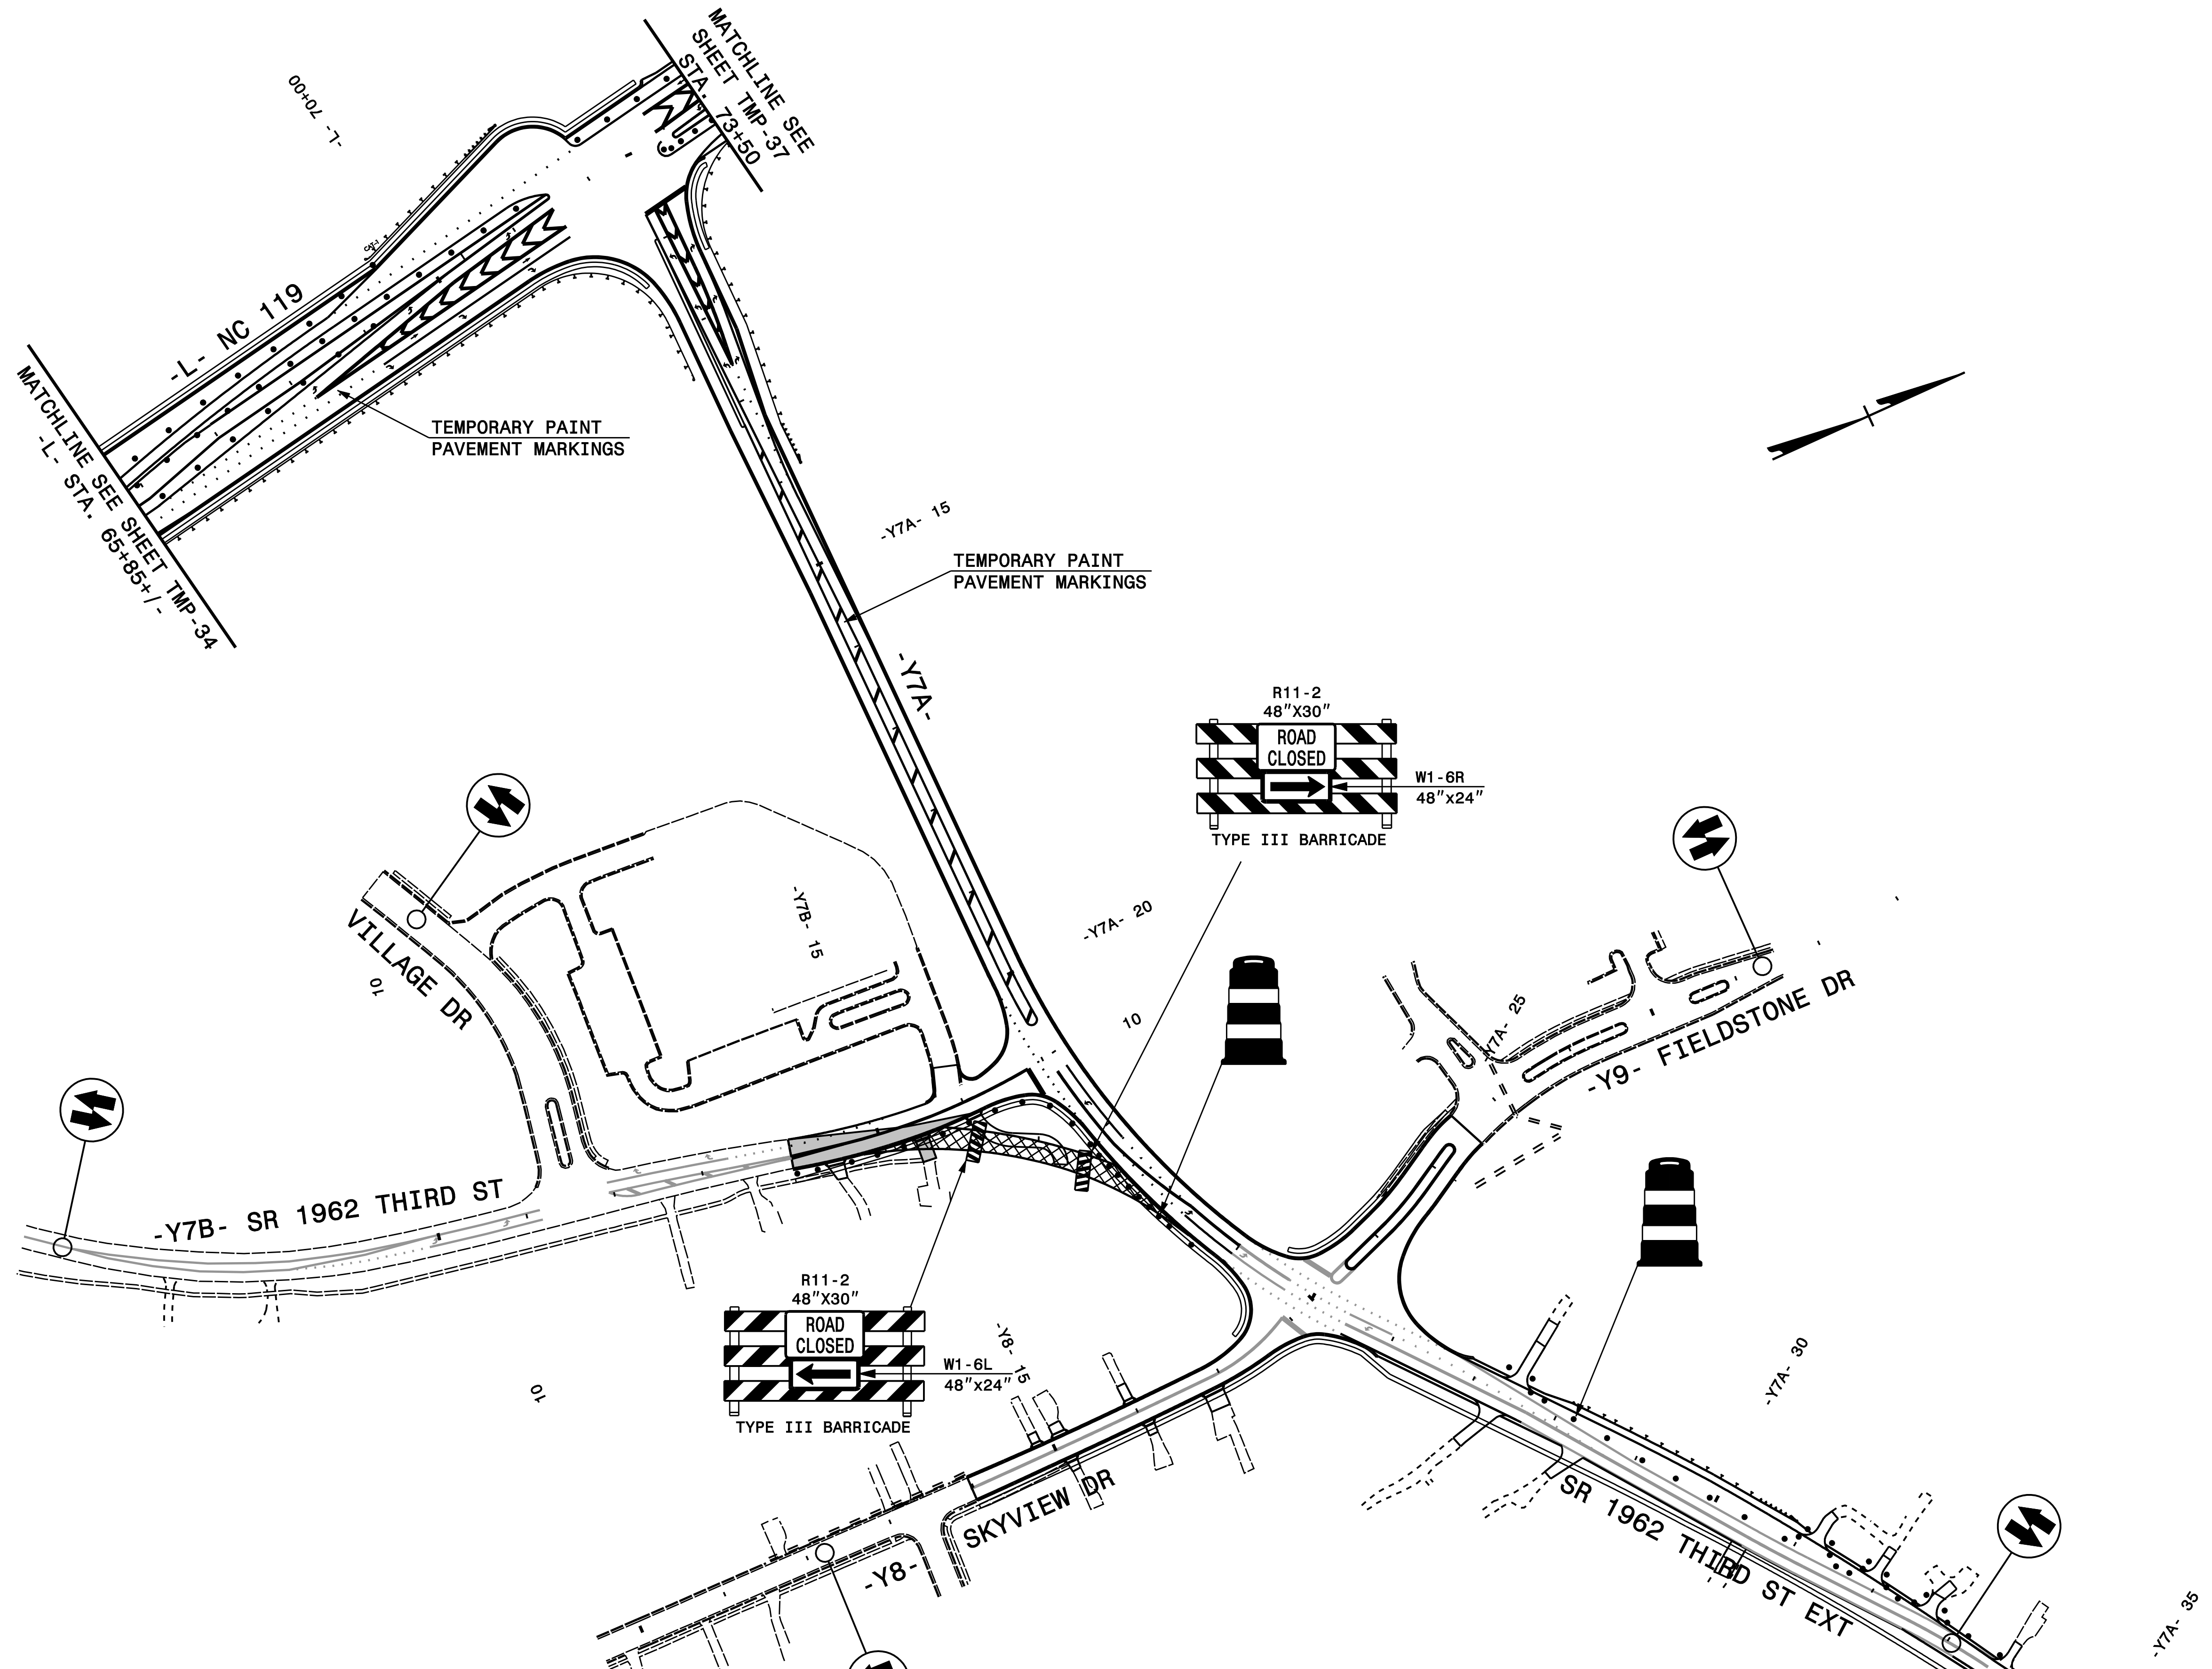 MATCHLINE SEE
SHEET TMP-37
STA. 73+50
-L- 70+00
-L- NC 119
MATCHLINE SEE SHEET TMP-34
-L- STA. 65+85+/-
TEMPORARY PAINT
PAVEMENT MARKINGS
-Y7A- 15
TEMPORARY PAINT
PAVEMENT MARKINGS
-Y7A-
R11-2
48"X30"
ROAD
CLOSED
W1-6R
48"x24"
TYPE III BARRICADE
-Y7A- 20
-Y7B- 15
VILLAGE DR
10
10
-Y7A- 25
-Y9- FIELDSTONE DR
-Y7B- SR 1962 THIRD ST
R11-2
48"X30"
ROAD
CLOSED
W1-6L
48"x24"
TYPE III BARRICADE
-Y8- 15
10
-Y7A- 30
-Y8- SKYVIEW DR
SR 1962 THIRD ST EXT
-Y7A- 35